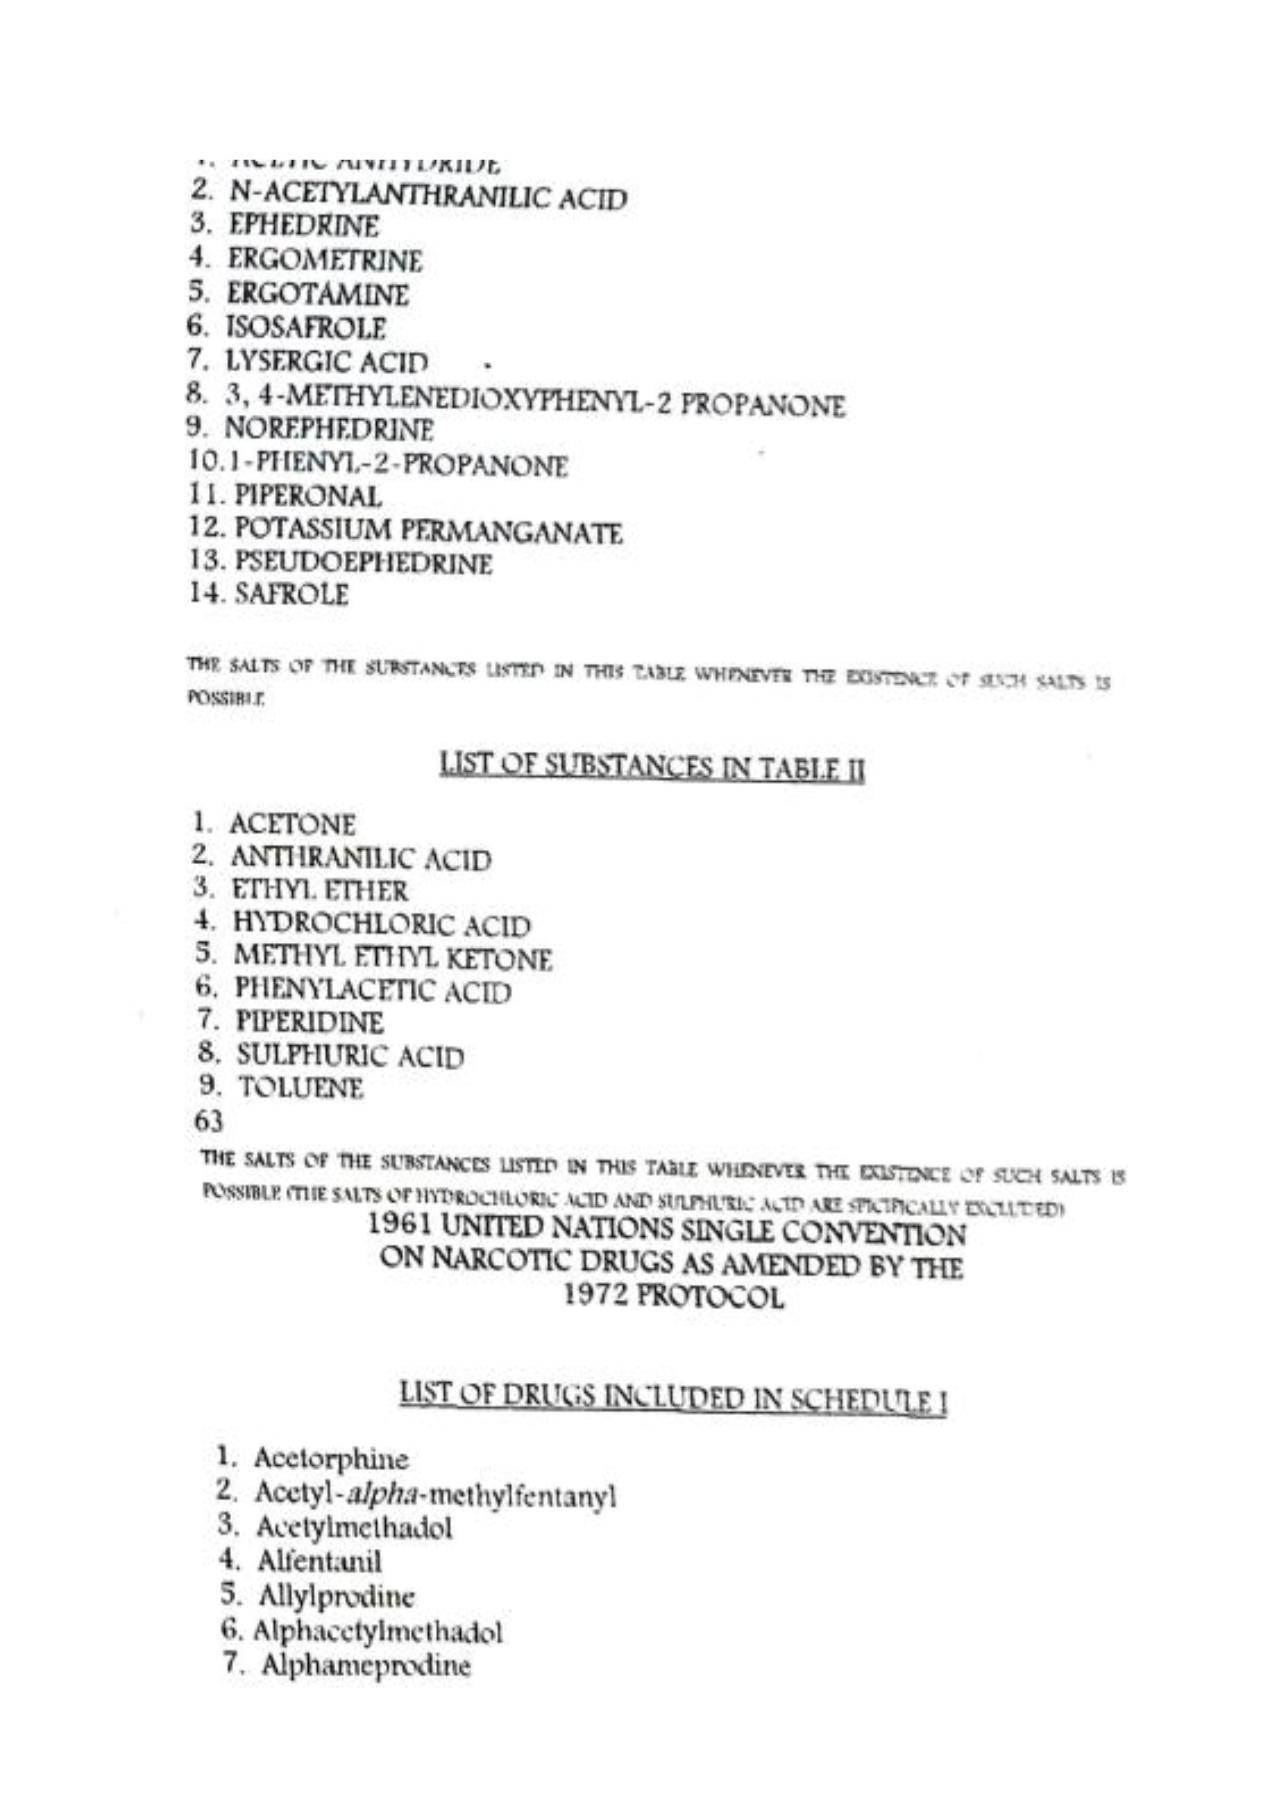 1. ACETIC ANHYDRIDE
2. N-ACETYLANTHRANILIC ACID
3. EPHEDRINE
4. ERGOMETRINE
5. ERGOTAMINE
6. ISOSAFROLE
7. LYSERGIC ACID
8. 3, 4-METHYLENEDIOXYPHENYL-2 PROPANONE
9. NOREPHEDRINE
10.1-PHENYL-2-PROPANONE
11. PIPERONAL
12. POTASSIUM PERMANGANATE
13. PSEUDOEPHEDRINE
14. SAFROLE
THE SALTS OF THE SUBSTANCES LISTED IN THIS TABLE WHENEVER THE EXISTENCE OF SUCH SALTS IS
POSSIBLE
LIST OF SUBSTANCES IN TABLE II
1. ACETONE
2. ANTHRANILIC ACID
3. ETHYL ETHER
4. HYDROCHLORIC ACID
5. METHYL ETHYL KETONE
6. PHENYLACETIC ACID
7. PIPERIDINE
8. SULPHURIC ACID
9. TOLUENE
63
THE SALTS OF THE SUBSTANCES LISTED IN THIS TABLE WHENEVER THE EXISTENCE OF SUCH SALTS IS
POSSIBLE (THE SALTS OF HYDROCHLORIC ACID AND SULPHURIC ACID ARE SPICIFICALLY EXCLUDED)
1961 UNITED NATIONS SINGLE CONVENTION
ON NARCOTIC DRUGS AS AMENDED BY THE
1972 PROTOCOL
LIST OF DRUGS INCLUDED IN SCHEDULE I
1. Acetorphine
2. Acetyl-alpha-methylfentanyl
3. Acetylmethadol
4. Alfentanil
5. Allylprodine
6. Alphacetylmethadol
7. Alphameprodine